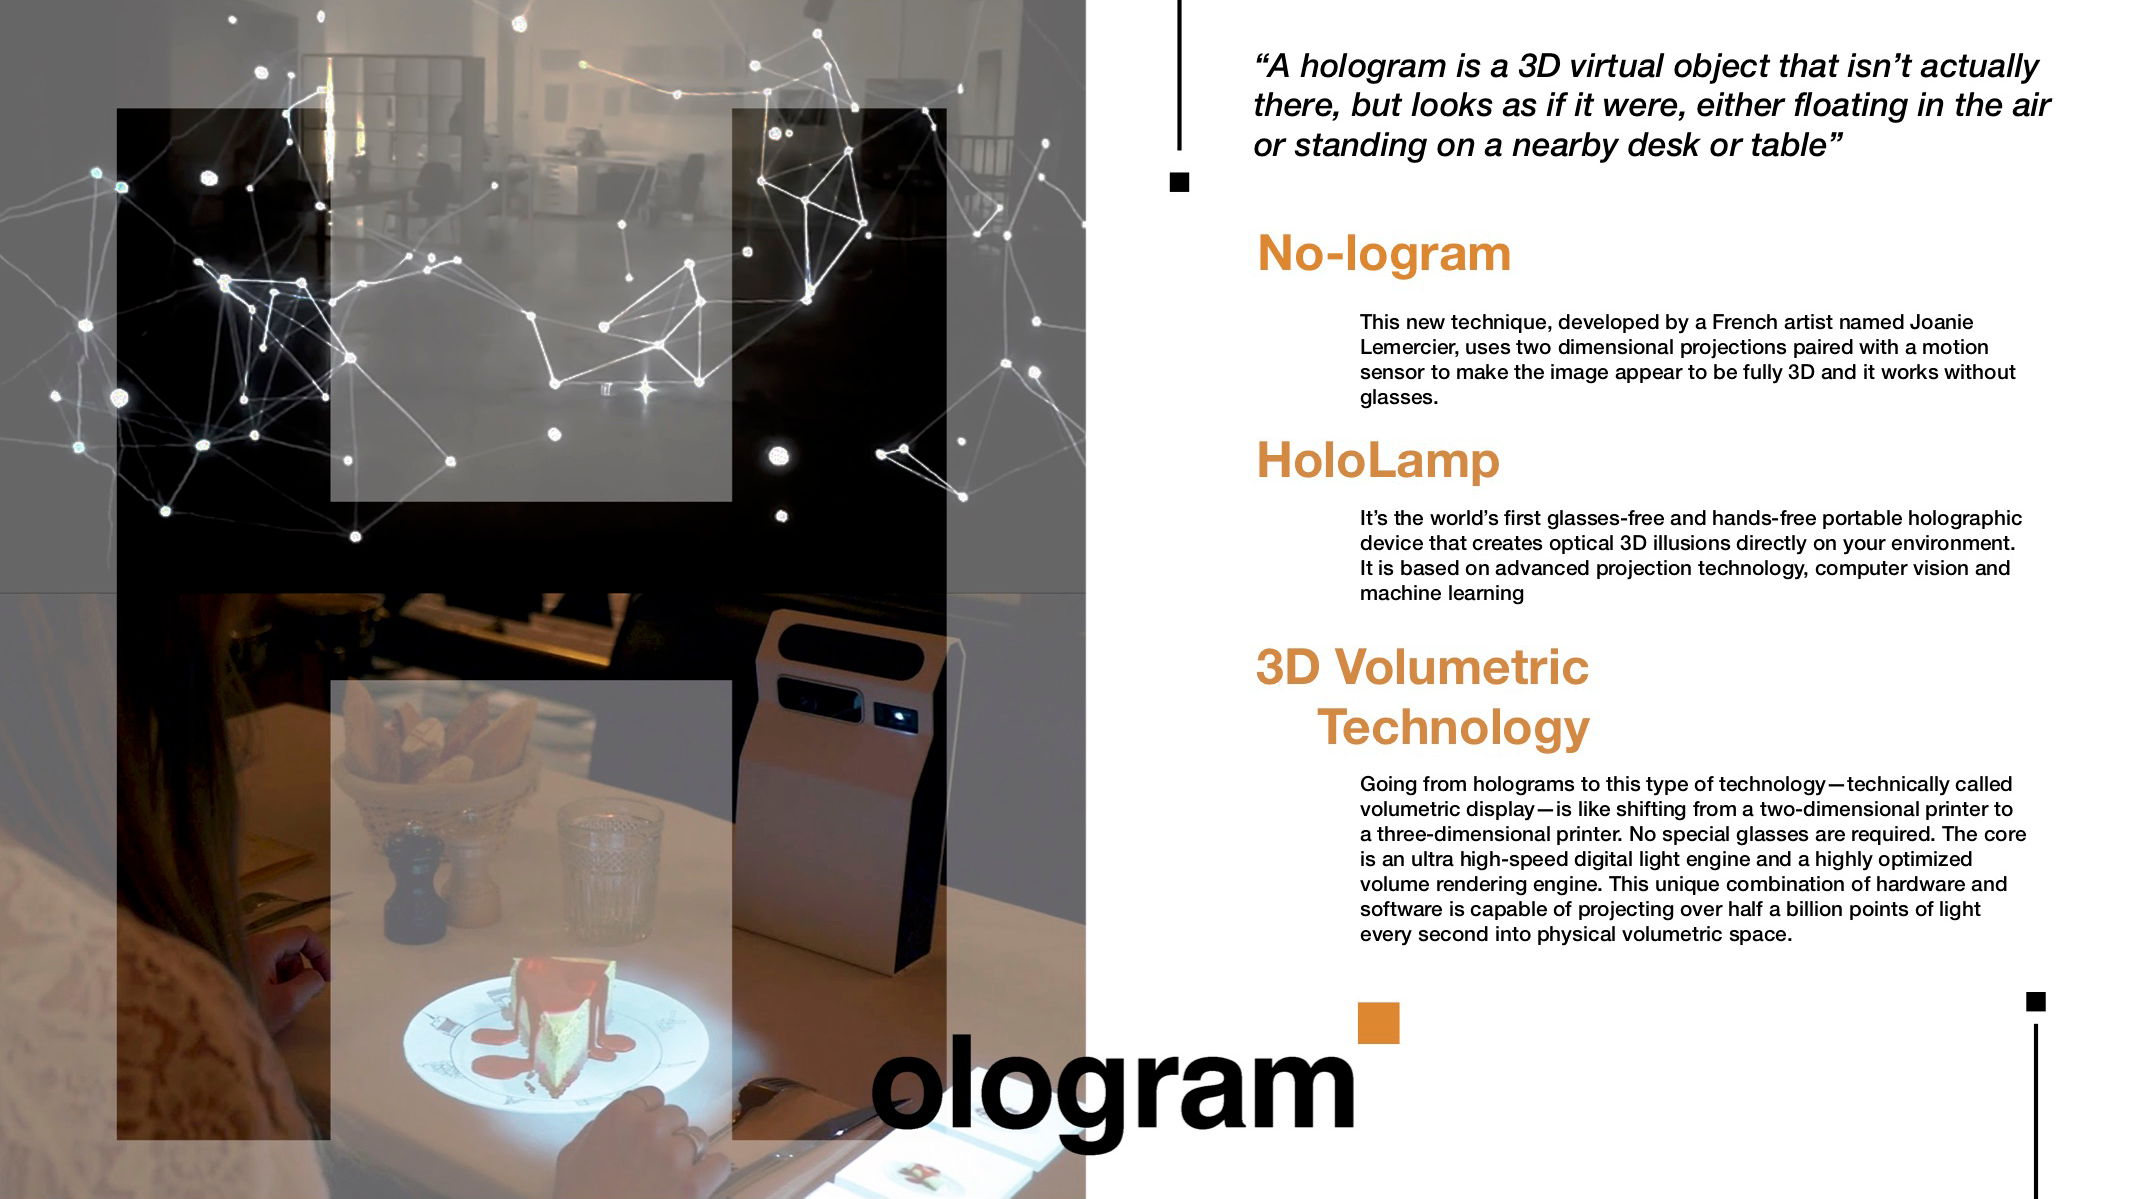 “A hologram is a 3D virtual object that isn’t actually
there, but looks as if it were, either floating in the air
or standing on a nearby desk or table”
No-logram
This new technique, developed by a French artist named Joanie
Lemercier, uses two dimensional projections paired with a motion
sensor to make the image appear to be fully 3D and it works without
glasses.
HoloLamp
It’s the world’s first glasses-free and hands-free portable holographic
device that creates optical 3D illusions directly on your environment.
It is based on advanced projection technology, computer vision and
machine learning
3D Volumetric
Technology
Going from holograms to this type of technology—technically called
volumetric display—is like shifting from a two-dimensional printer to
a three-dimensional printer. No special glasses are required. The core
is an ultra high-speed digital light engine and a highly optimized
volume rendering engine. This unique combination of hardware and
software is capable of projecting over half a billion points of light
every second into physical volumetric space.
Hologram